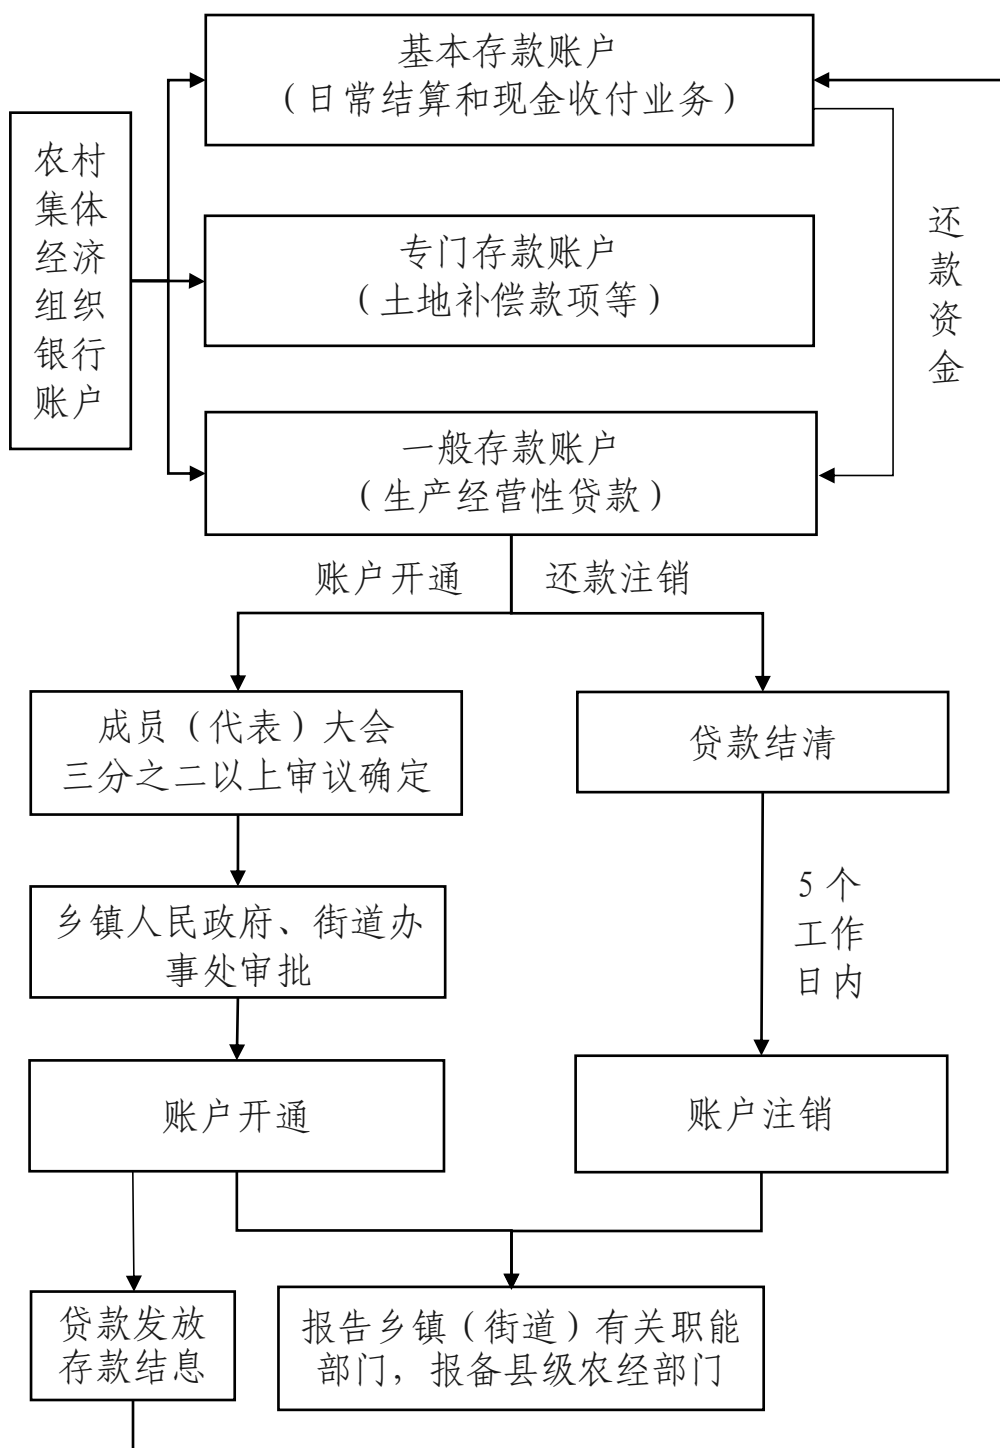 基本存款账户
（日常结算和现金收付业务）
农村
集体
经济
组织
银行
账户
专门存款账户
（土地补偿款项等）
还
款
资
金
一般存款账户
（生产经营性贷款）
账户开通
还款注销
成员（代表）大会
三分之二以上审议确定
贷款结清
乡镇人民政府、街道办
事处审批
5 个
工作
日内
账户开通
账户注销
贷款发放
存款结息
报告乡镇（街道）有关职能
部门，报备县级农经部门